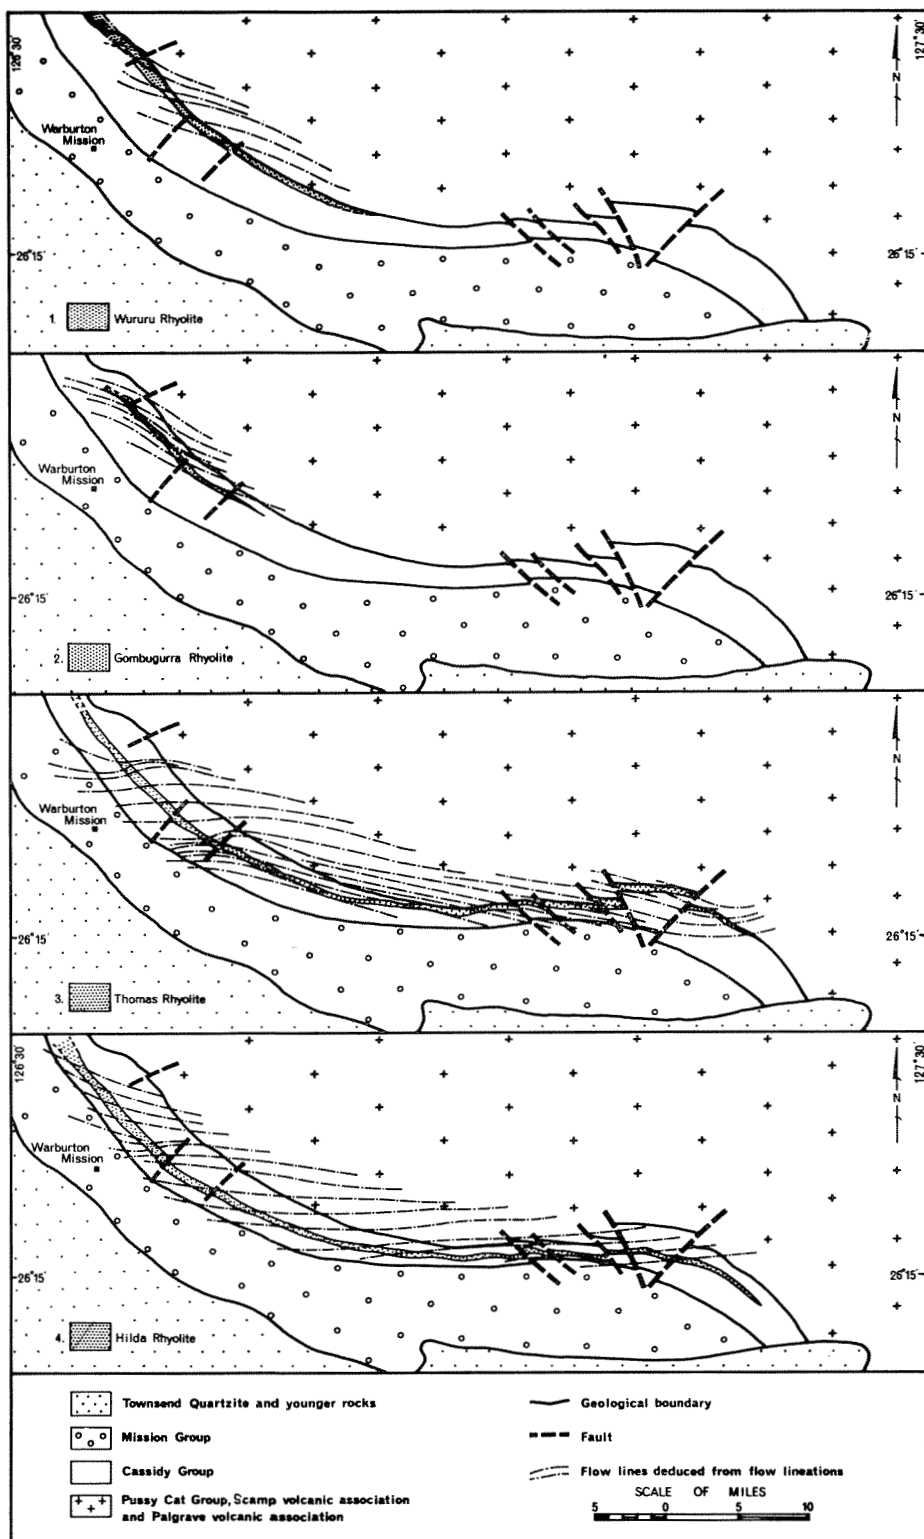 126°30'
127°30'
N
Warburton
Mission
26°15'
26°15'
1. Wururu Rhyolite
N
Warburton
Mission
26°15'
26°15'
2. Gombugurra Rhyolite
N
Warburton
Mission
26°15'
26°15'
3. Thomas Rhyolite
126°30'
127°30'
N
Warburton
Mission
26°15'
26°15'
4. Hilda Rhyolite
Townsend Quartzite and younger rocks
Mission Group
Cassidy Group
Pussy Cat Group, Scamp volcanic association
and Palgrave volcanic association
Geological boundary
Fault
Flow lines deduced from flow lineations
SCALE OF MILES
5 0 5 10